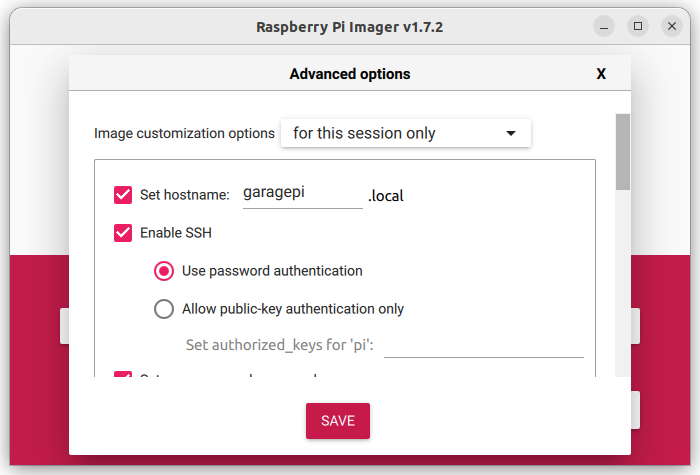 Raspberry Pi Imager v1.7.2
Advanced options X
Image customization options for this session only
Set hostname: garagepi .local
Enable SSH
Use password authentication
Allow public-key authentication only
Set authorized_keys for 'pi':
SAVE